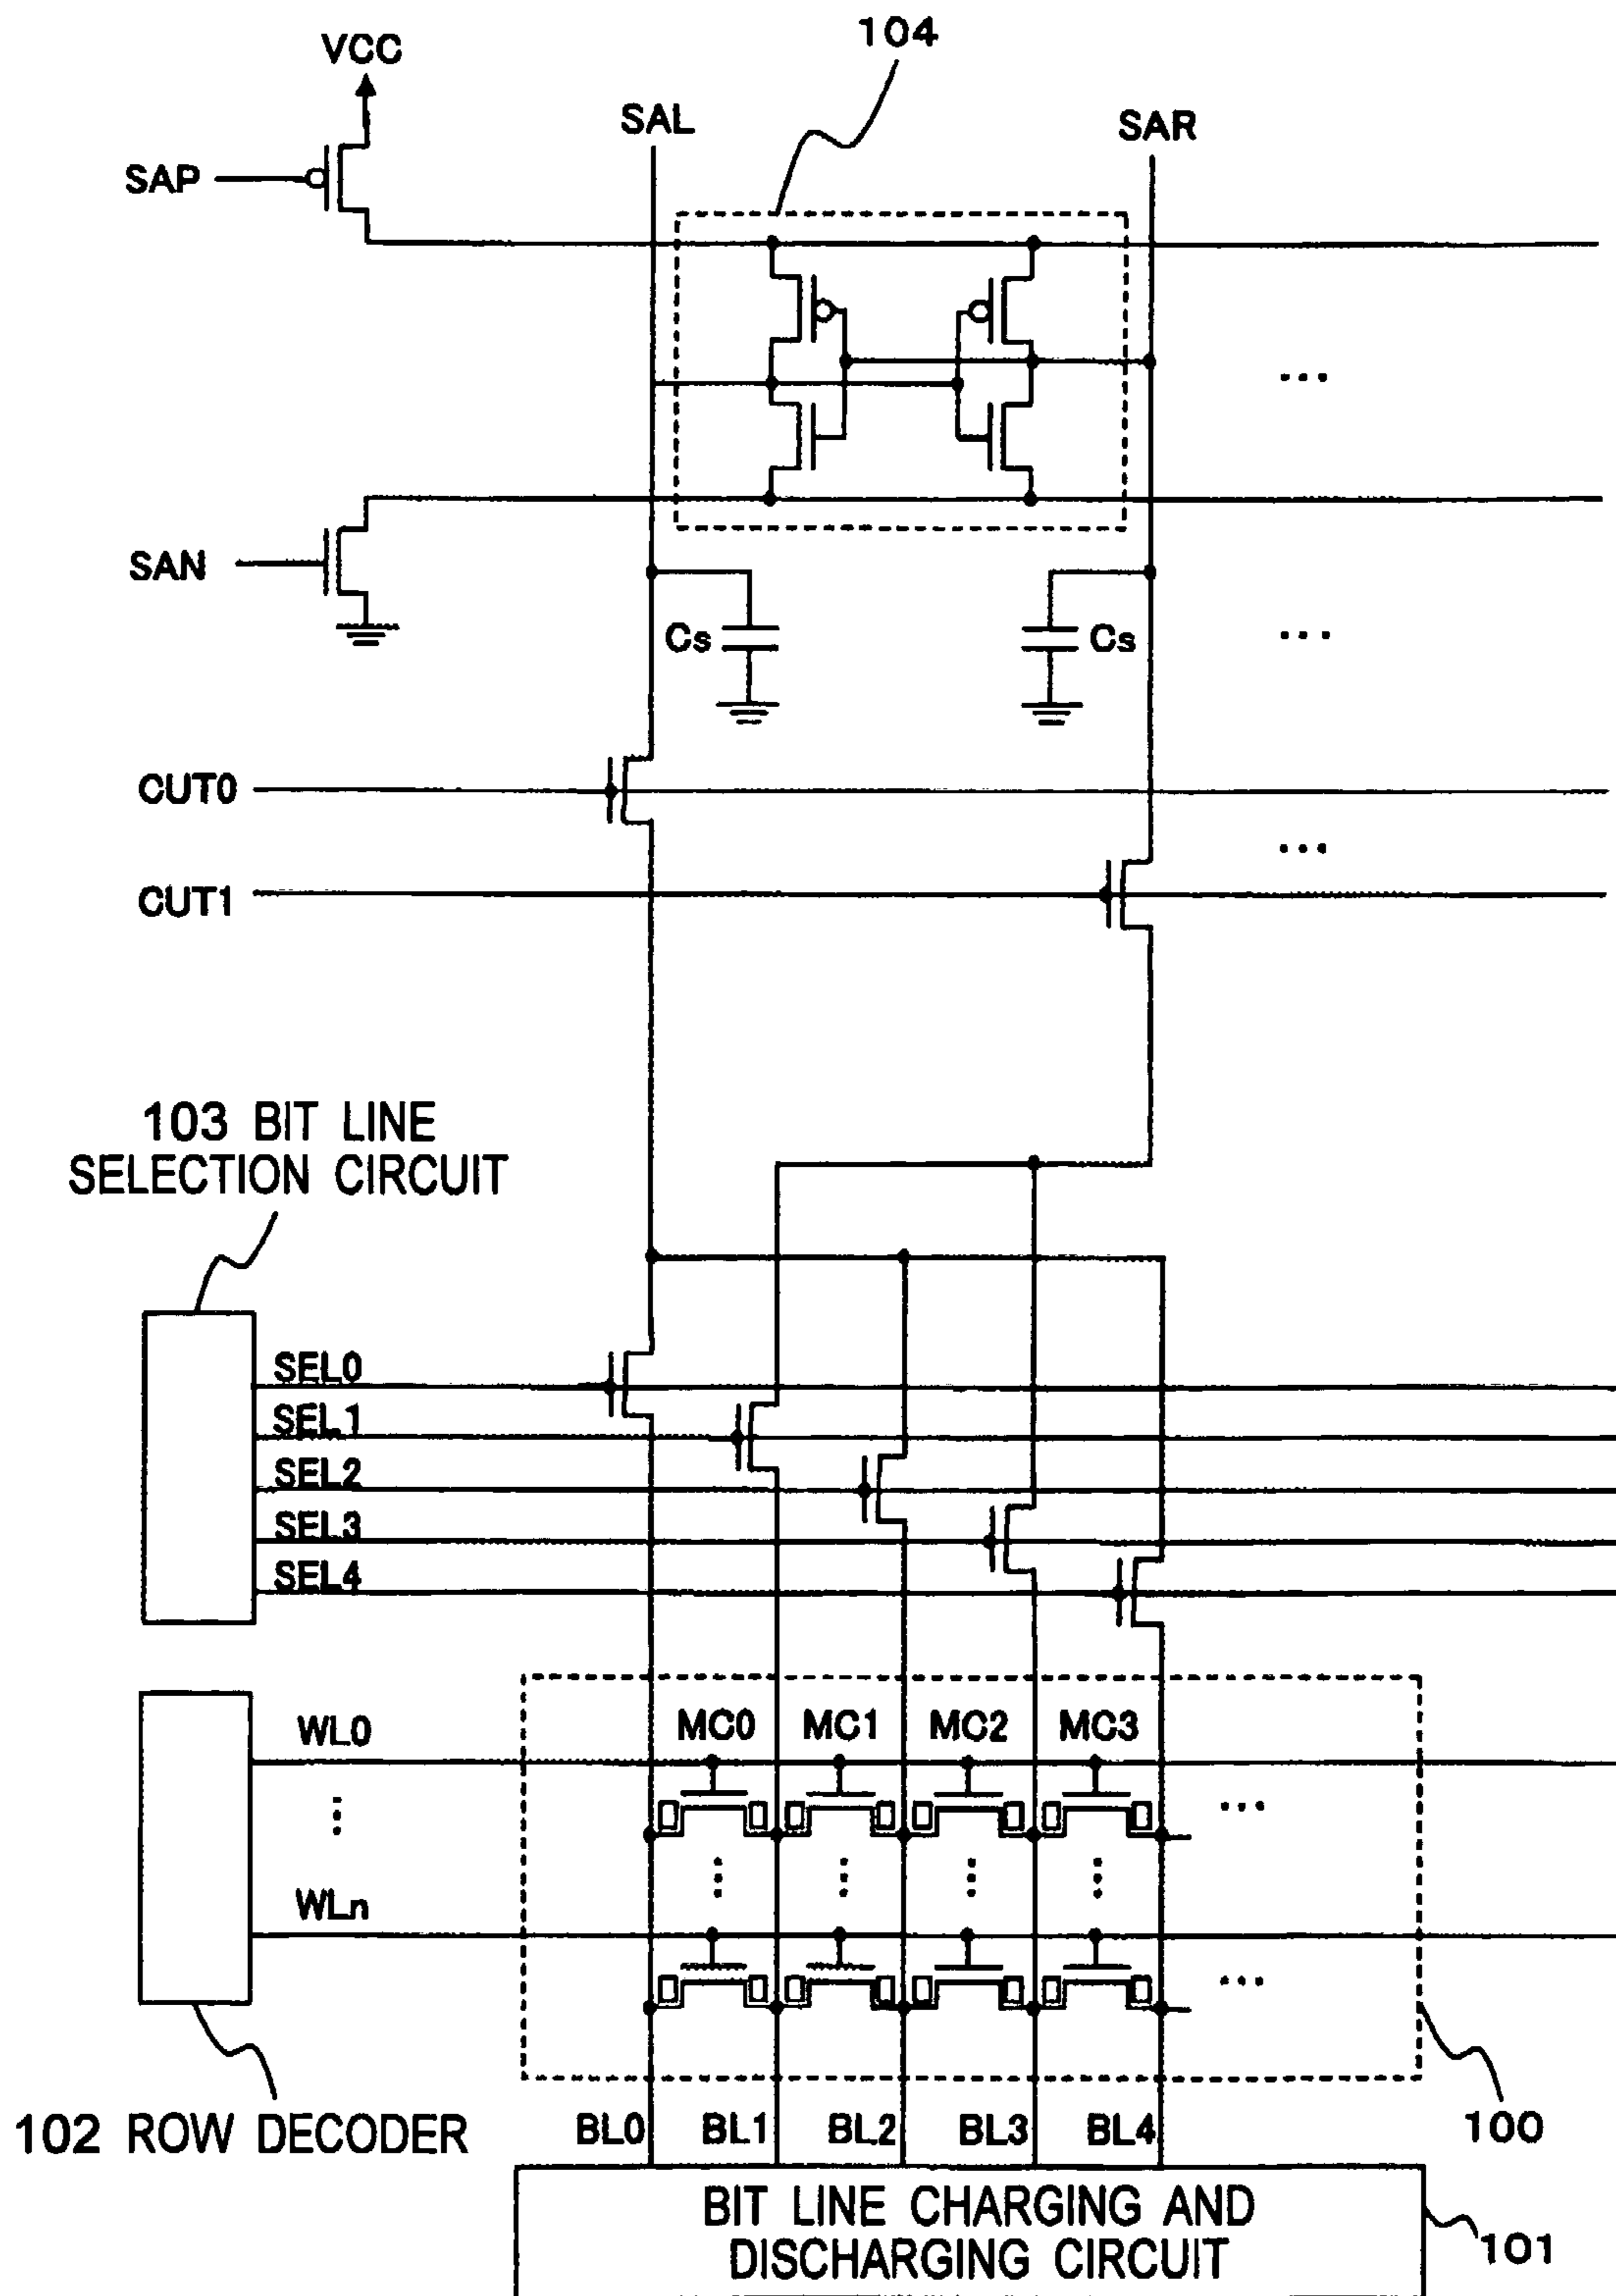 104
VCC
SAL
SAR
SAP
...
SAN
Cs
Cs
...
CUT0
...
CUT1
103 BIT LINE
SELECTION CIRCUIT
SEL0
SEL1
SEL2
SEL3
SEL4
MC0 MC1 MC2 MC3
WL0
...
WLn
...
102 ROW DECODER
100
BL0 BL1 BL2 BL3 BL4
BIT LINE CHARGING AND
DISCHARGING CIRCUIT
101